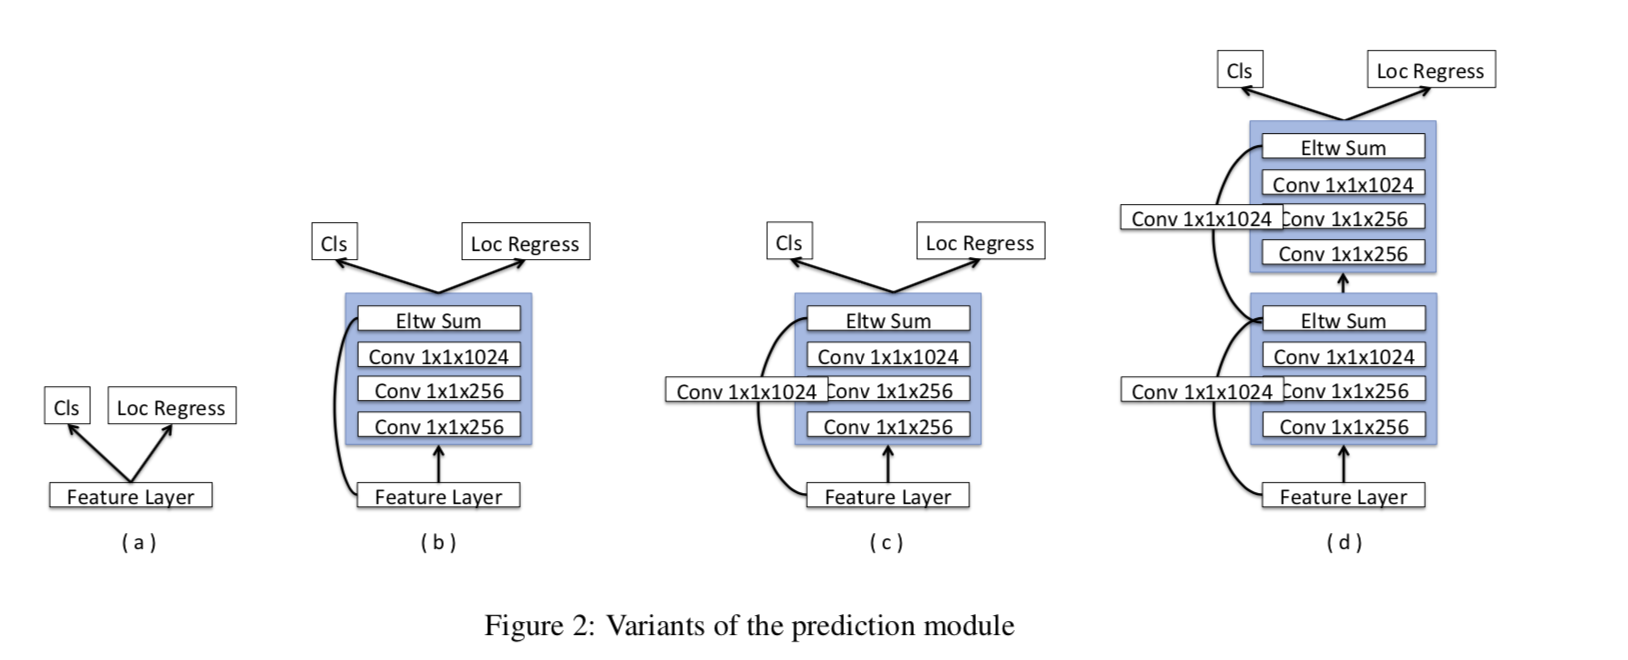 Cls
Loc Regress
Feature Layer
( a )
Cls
Loc Regress
Eltw Sum
Conv 1x1x1024
Conv 1x1x256
Conv 1x1x256
Feature Layer
( b )
Cls
Loc Regress
Eltw Sum
Conv 1x1x1024
Conv 1x1x1024
Conv 1x1x256
Conv 1x1x256
Feature Layer
( c )
Cls
Loc Regress
Eltw Sum
Conv 1x1x1024
Conv 1x1x1024
Conv 1x1x256
Conv 1x1x256
Eltw Sum
Conv 1x1x1024
Conv 1x1x1024
Conv 1x1x256
Conv 1x1x256
Feature Layer
( d )
Figure 2: Variants of the prediction module